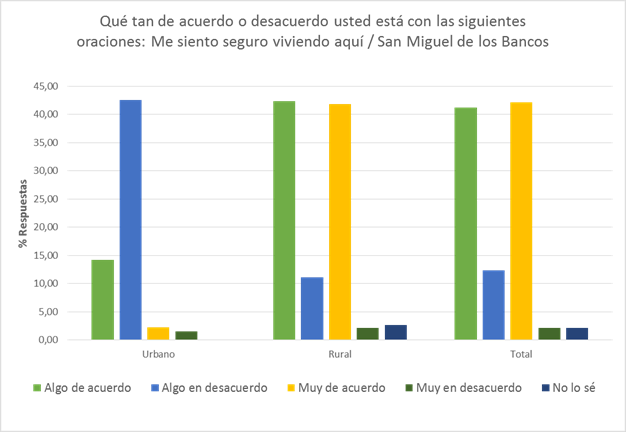 Qué tan de acuerdo o desacuerdo usted está con las siguientes
oraciones: Me siento seguro viviendo aquí / San Miguel de los Bancos
45,00
40,00
35,00
30,00
25,00
20,00
15,00
10,00
5,00
0,00
% Respuestas
Urbano Rural Total
Algo de acuerdo Algo en desacuerdo Muy de acuerdo Muy en desacuerdo No lo sé